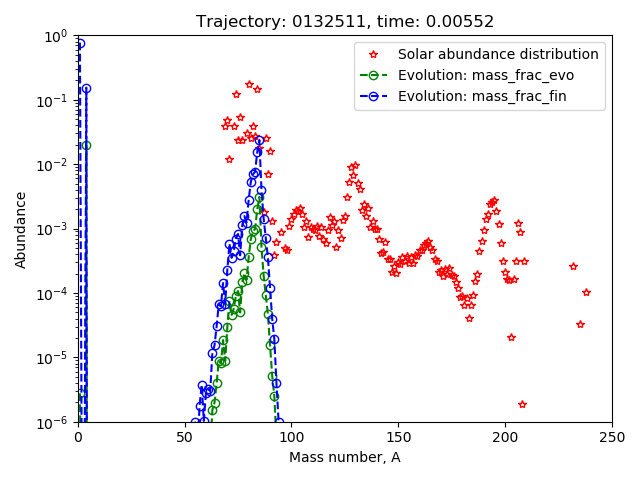 Trajectory: 0132511, time: 0.00552
Solar abundance distribution
Evolution: mass_frac_evo
Evolution: mass_frac_fin
10⁰
10⁻¹
10⁻²
10⁻³
10⁻⁴
10⁻⁵
10⁻⁶
Abundance
0 50 100 150 200 250
Mass number, A